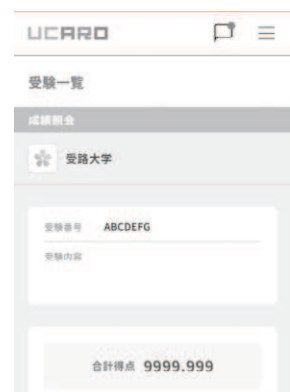 UCARO
受験一覧
成績照会
受路大学
受験番号 ABCDEFG
受験内容
合計得点 9999.999